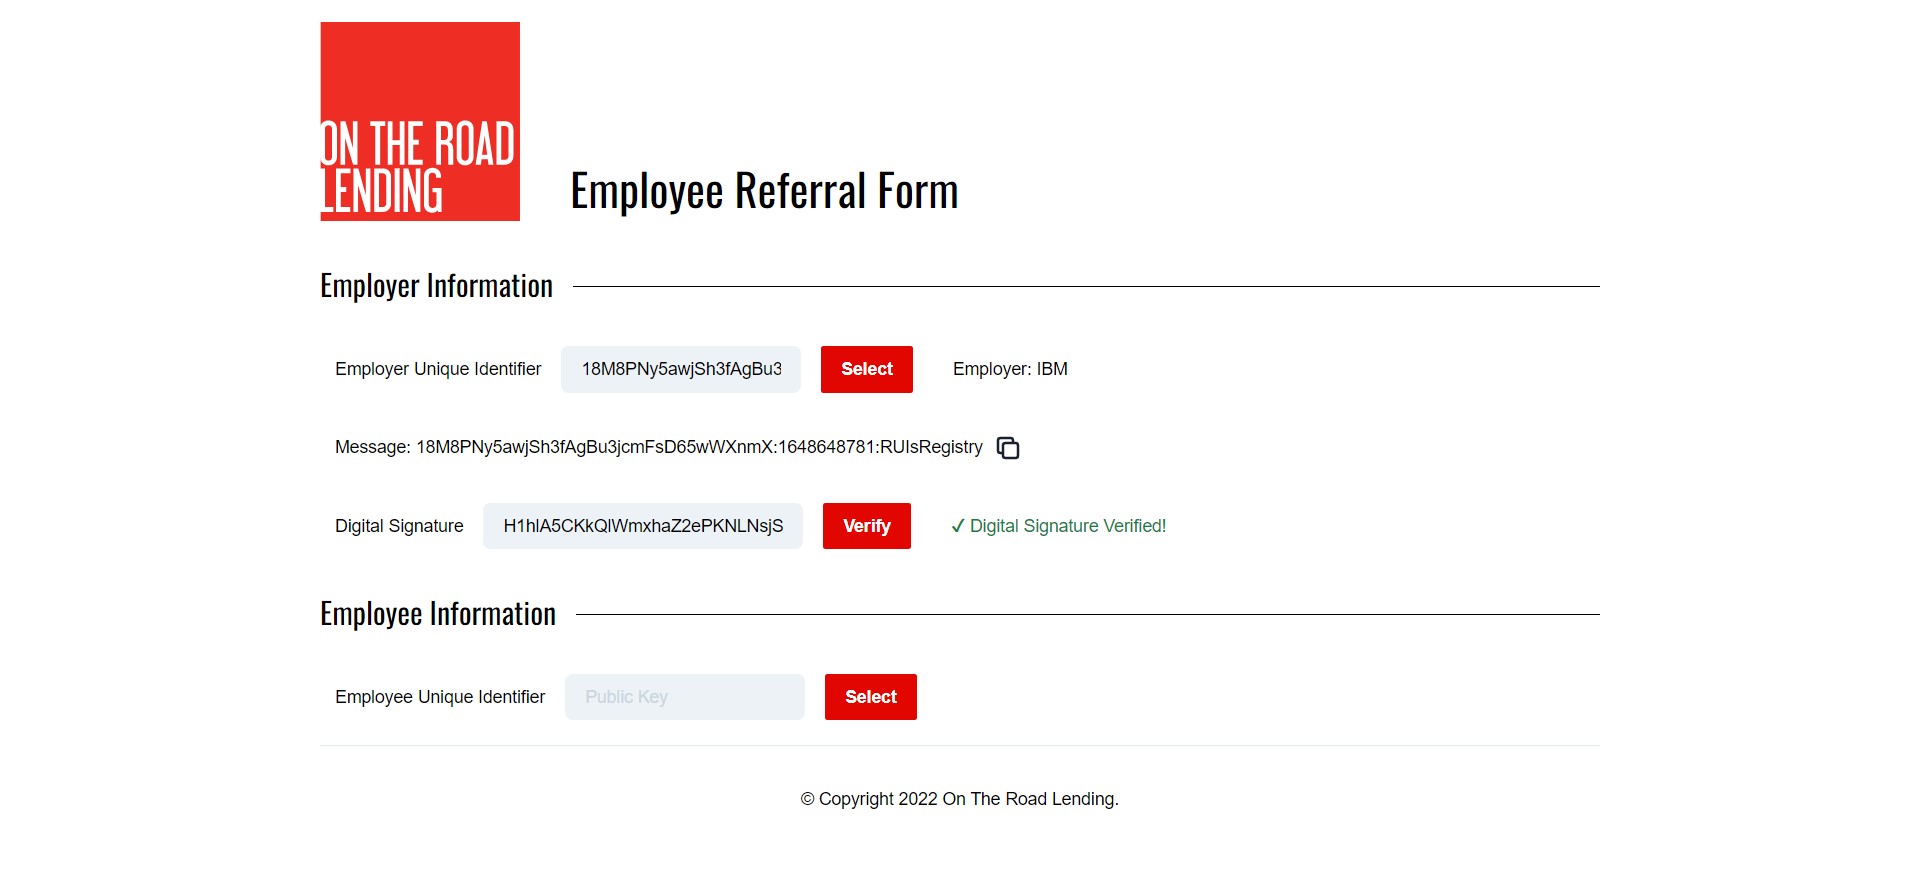 ON THE ROAD
LENDING
Employee Referral Form
Employer Information
Employer Unique Identifier 18M8PNy5awjSh3fAgBu3 Select Employer: IBM
Message: 18M8PNy5awjSh3fAgBu3jcmFsD65wWXnmX:1648648781:RUIsRegistry
Digital Signature H1hlA5CKkQlWmxhaZ2ePKNLNsjS Verify ✓ Digital Signature Verified!
Employee Information
Employee Unique Identifier Public Key Select
© Copyright 2022 On The Road Lending.